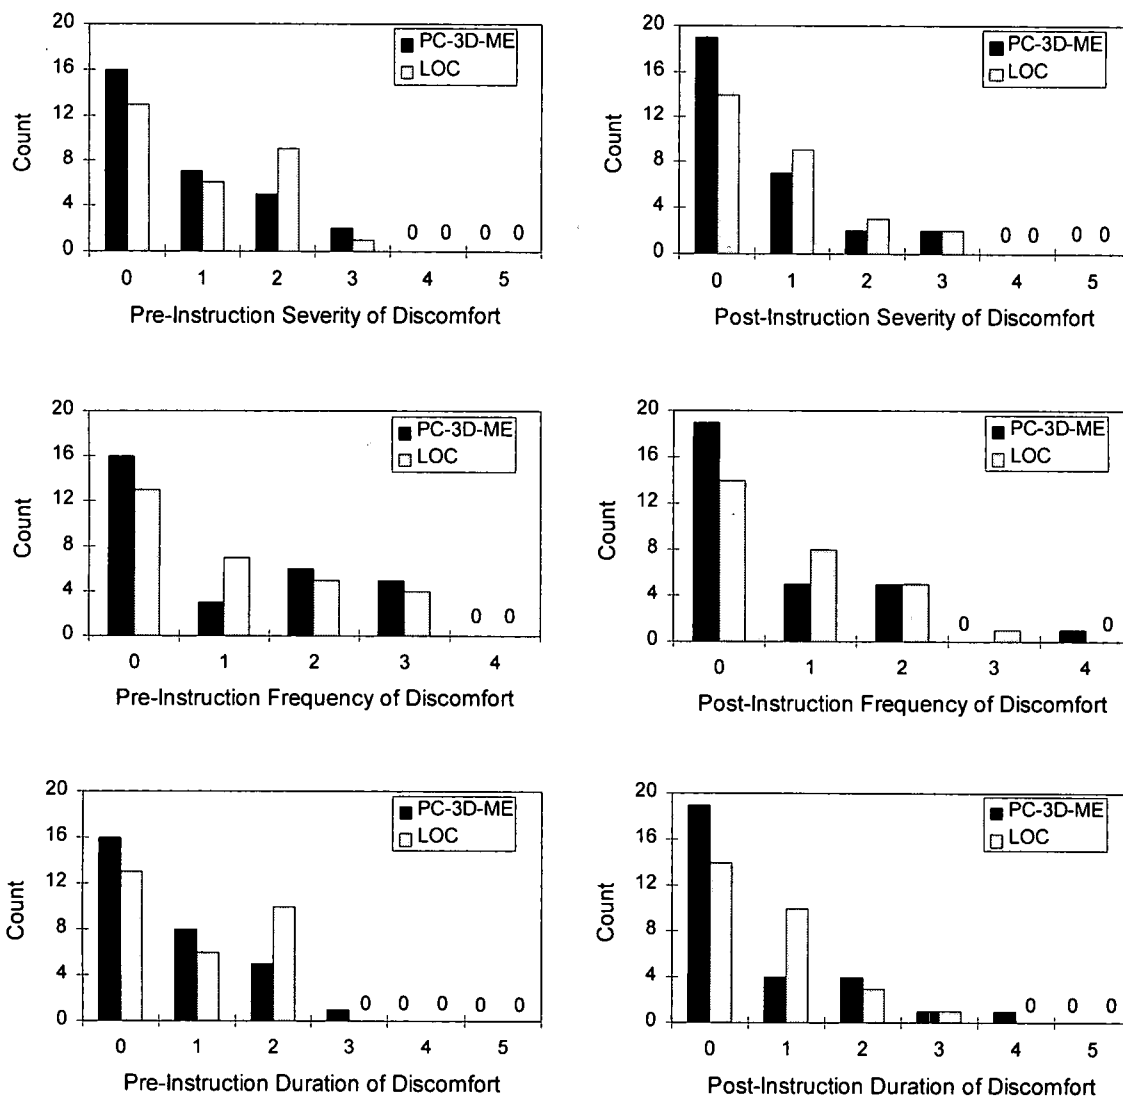 20
16
12
8
4
0
Count
PC-3D-ME
LOC
0 0 0 0
0 1 2 3 4 5
Pre-Instruction Severity of Discomfort
20
16
12
8
4
0
Count
PC-3D-ME
LOC
0 0 0 0
0 1 2 3 4 5
Post-Instruction Severity of Discomfort
20
16
12
8
4
0
Count
PC-3D-ME
LOC
0 0
0 1 2 3 4
Pre-Instruction Frequency of Discomfort
20
16
12
8
4
0
Count
PC-3D-ME
LOC
0 0
0 1 2 3 4
Post-Instruction Frequency of Discomfort
20
16
12
8
4
0
Count
PC-3D-ME
LOC
0 0 0 0 0
0 1 2 3 4 5
Pre-Instruction Duration of Discomfort
20
16
12
8
4
0
Count
PC-3D-ME
LOC
0 0 0
0 1 2 3 4 5
Post-Instruction Duration of Discomfort